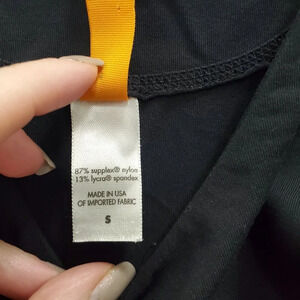 87% supplex® nylon
13% lycra® spandex
MADE IN USA
OF IMPORTED FABRIC
S